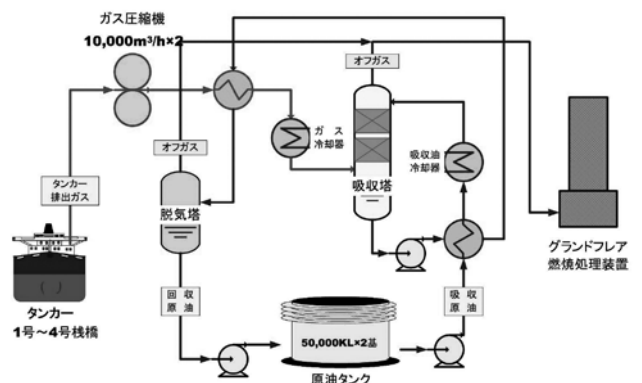 ガス圧縮機
10,000m³/h×2
オフガス
オフガス
タンカー
排出ガス
ガス
冷却器
吸収油
冷却器
吸収塔
脱気塔
グランドフレア
燃焼処理装置
タンカー
1号～4号桟橋
回 収
原 油
50,000KL×2基
吸 収
原 油
原油タンク